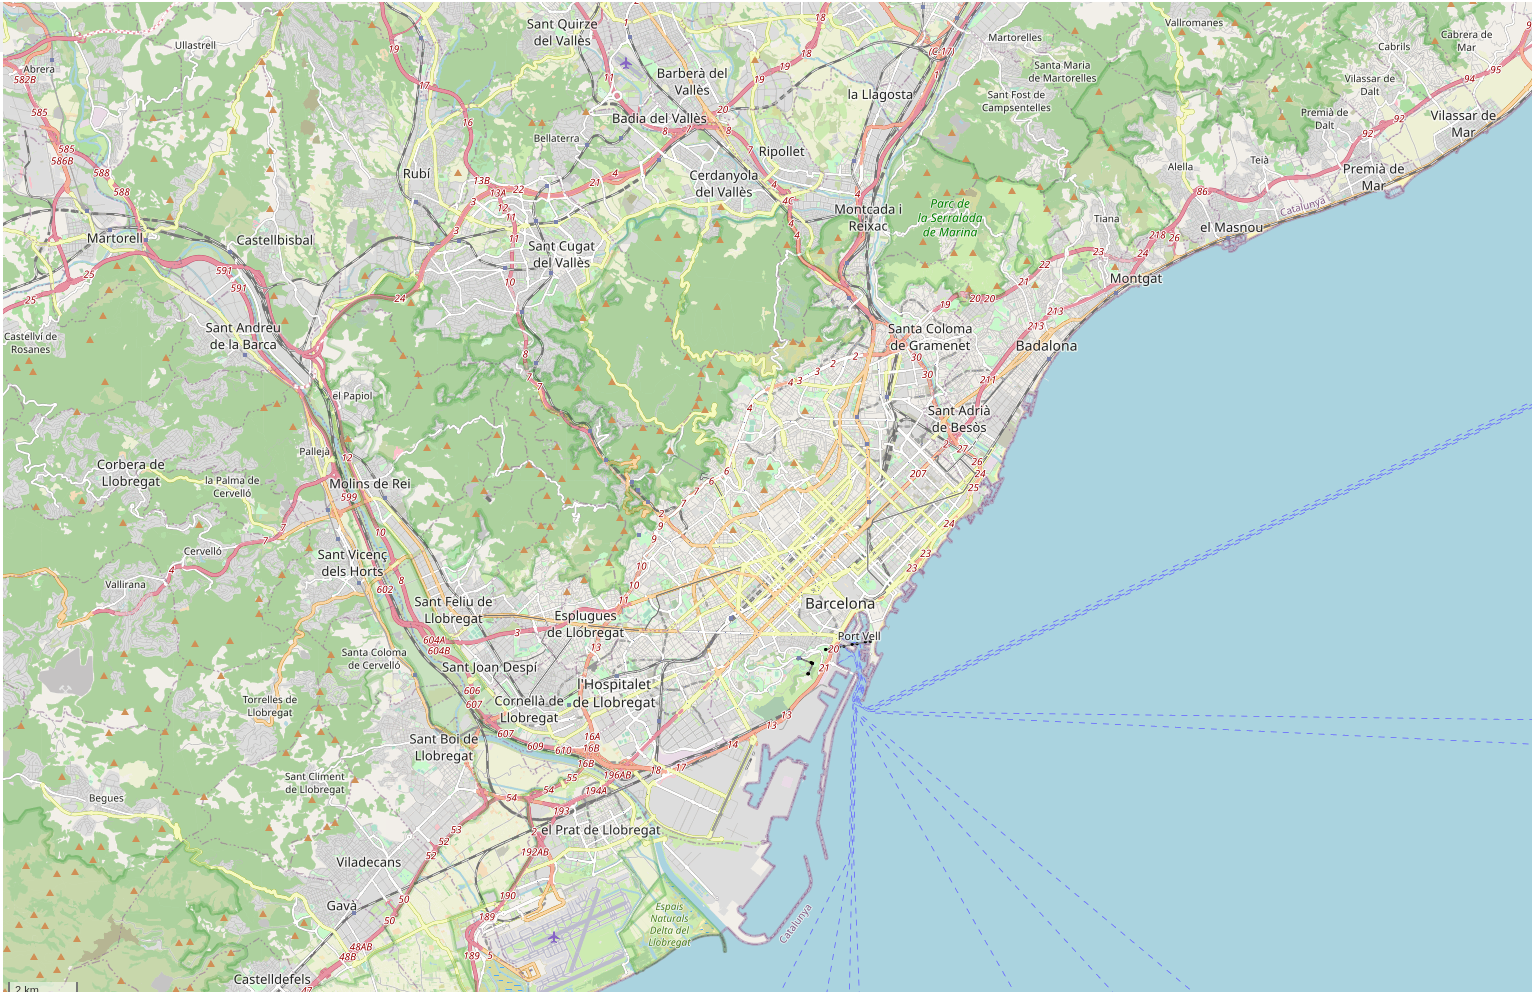 Sant Quirze
del Vallès
18
1
Vallromanes
Martorelles
Cabrera de
Mar
Cabrils
Ullastrell
19
(C-17)
Abrera
582B
11
Barberà del
Vallès
19
18
19
1
Santa Maria
de Martorelles
Vilassar de
Dalt
94
95
17
la Llagosta
Sant Fost de
Campsentelles
585
16
20
Badia del Vallès
8
8
Premià de
Dalt
92
92
Vilassar de
Mar
Bellaterra
585
586B
7
Ripollet
588
588
Rubí
13B
13A
22
21
4
Cerdanyola
del Vallès
4
4
4C
Alella
Teià
Premià de
Mar
86
3
12
11
11
4
4
Montcada i
Reixac
Parc de
la Serralada
de Marina
Tiana
Catalunya
el Masnou
218
26
Martorell
Castellbisbal
3
Sant Cugat
del Vallès
23
24
22
591
591
25
25
10
21
Montgat
24
19
20
20
Castellví de
Rosanes
Sant Andreu
de la Barca
8
Santa Coloma
de Gramenet
213
213
Badalona
2
2
3
30
30
7
7
4
3
4
211
el Papiol
Sant Adrià
de Besòs
2
27
Pallejà
12
Corbera de
Llobregat
la Palma de
Cervelló
Molins de Rei
599
6
6
7
7
207
26
24
25
2
9
9
24
7
10
Cervelló
4
Sant Vicenç
dels Horts
8
23
23
10
10
Vallirana
602
11
Sant Feliu de
Llobregat
Esplugues
de Llobregat
Barcelona
3
604A
604B
13
Port Vell
20
21
Santa Coloma
de Cervelló
Sant Joan Despí
606
607
l'Hospitalet
de Llobregat
Cornellà de
Llobregat
Torrelles de
Llobregat
13
13
607
609
610
16A
16B
16B
14
Sant Boi de
Llobregat
18
17
196AB
55
54
54
194A
193
Sant Climent
de Llobregat
Begues
53
52
52
2
el Prat de Llobregat
192AB
Viladecans
190
50
50
Gavà
189
189
5
Espais
Naturals
Delta del
Llobregat
Catalunya
48AB
48B
Castelldefels
47
2 km